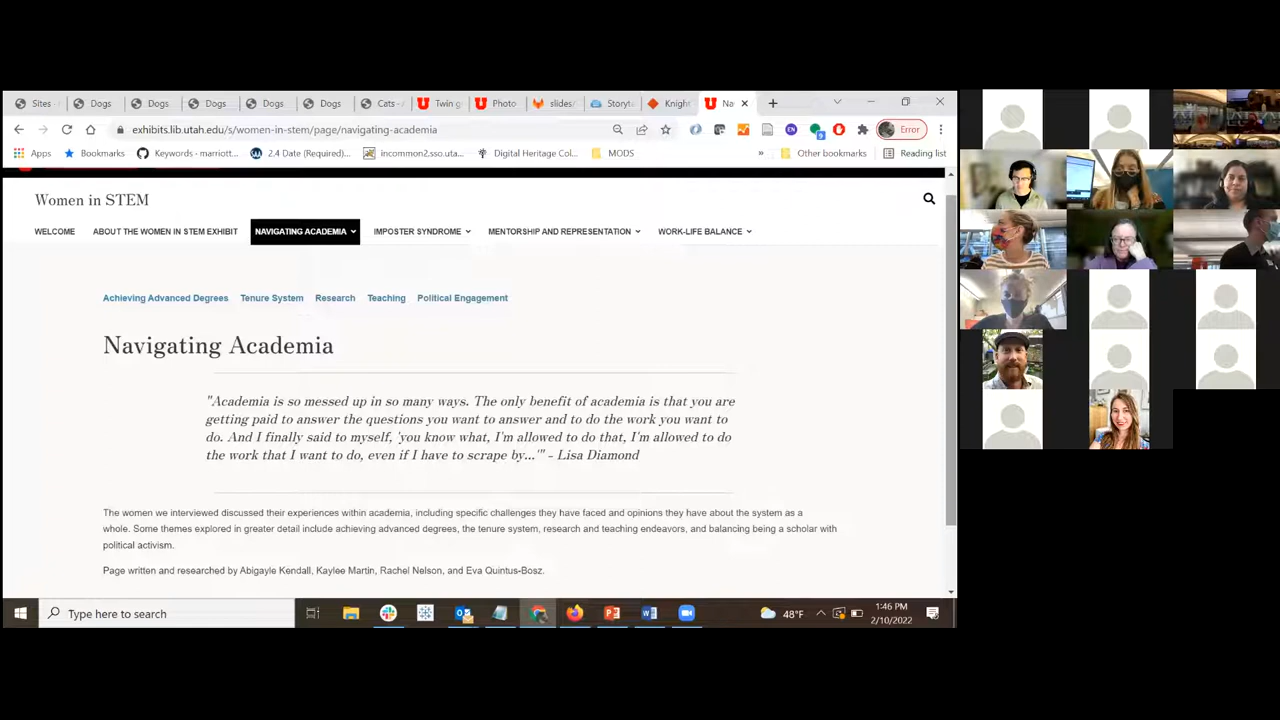 Sites
Dogs
Dogs
Dogs
Dogs
Dogs
Cats -
Twin g
Photo
slides/
Storyt
Knight
Na
exhibits.lib.utah.edu/s/women-in-stem/page/navigating-academia
Error
Apps
Bookmarks
Keywords - marriott...
2.4 Date (Required)...
incommon2.sso.uta...
Digital Heritage Col...
MODS
»
Other bookmarks
Reading list
Women in STEM
WELCOME
ABOUT THE WOMEN IN STEM EXHIBIT
NAVIGATING ACADEMIA
IMPOSTER SYNDROME
MENTORSHIP AND REPRESENTATION
WORK-LIFE BALANCE
Achieving Advanced Degrees
Tenure System
Research
Teaching
Political Engagement
Navigating Academia
"Academia is so messed up in so many ways. The only benefit of academia is that you are
getting paid to answer the questions you want to answer and to do the work you want to
do. And I finally said to myself, 'you know what, I'm allowed to do that, I'm allowed to do
the work that I want to do, even if I have to scrape by...'" - Lisa Diamond
The women we interviewed discussed their experiences within academia, including specific challenges they have faced and opinions they have about the system as a
whole. Some themes explored in greater detail include achieving advanced degrees, the tenure system, research and teaching endeavors, and balancing being a scholar with
political activism.
Page written and researched by Abigayle Kendall, Kaylee Martin, Rachel Nelson, and Eva Quintus-Bosz.
Type here to search
48°F
1:46 PM
2/10/2022